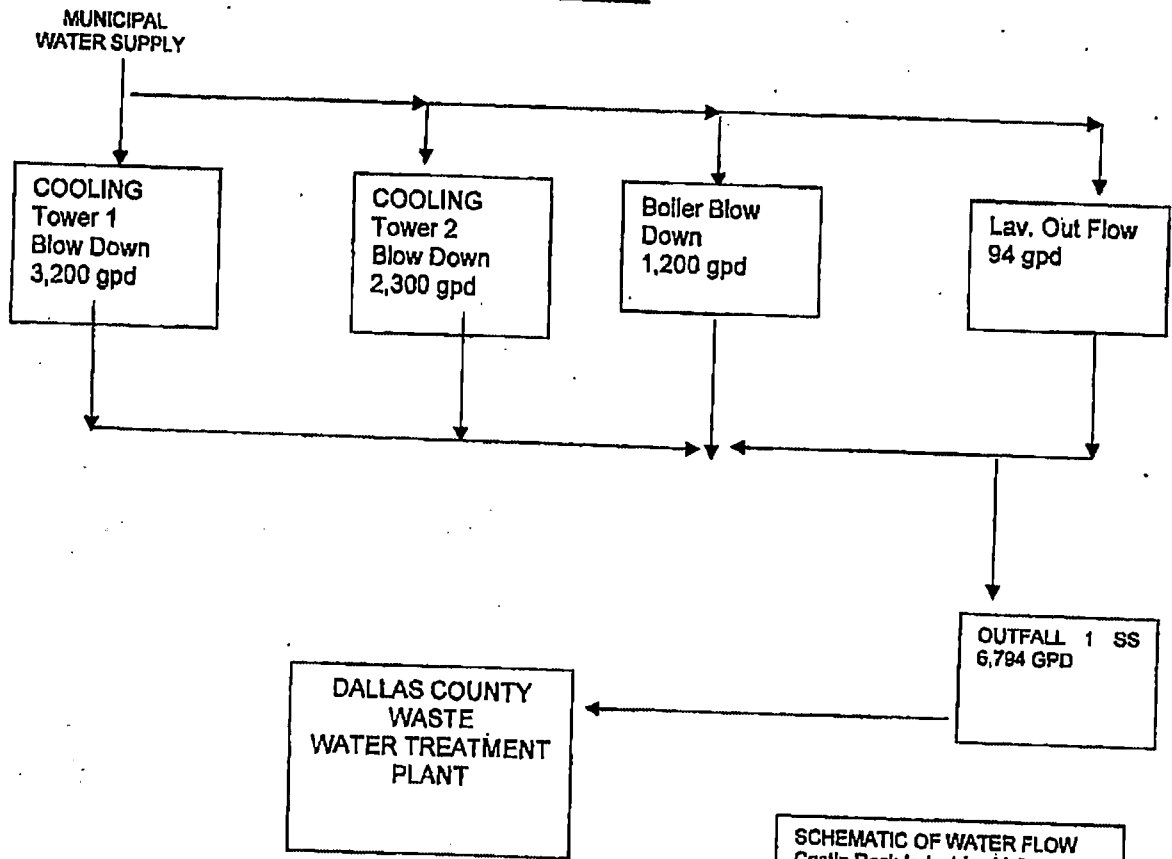 MUNICIPAL
WATER SUPPLY
COOLING
Tower 1
Blow Down
3,200 gpd
COOLING
Tower 2
Blow Down
2,300 gpd
Boiler Blow
Down
1,200 gpd
Lav. Out Flow
94 gpd
OUTFALL 1 SS
6,794 GPD
DALLAS COUNTY
WASTE
WATER TREATMENT
PLANT
SCHEMATIC OF WATER FLOW